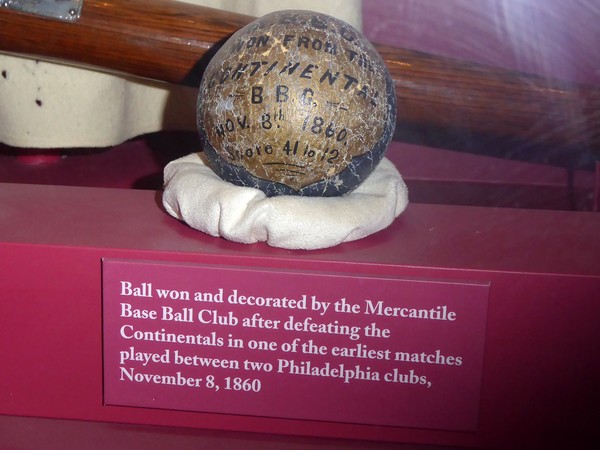 WON FROM THE
CONTINENTAL
B.B.C.
NOV. 8th 1860.
Score 41 to 12
Ball won and decorated by the Mercantile
Base Ball Club after defeating the
Continentals in one of the earliest matches
played between two Philadelphia clubs,
November 8, 1860